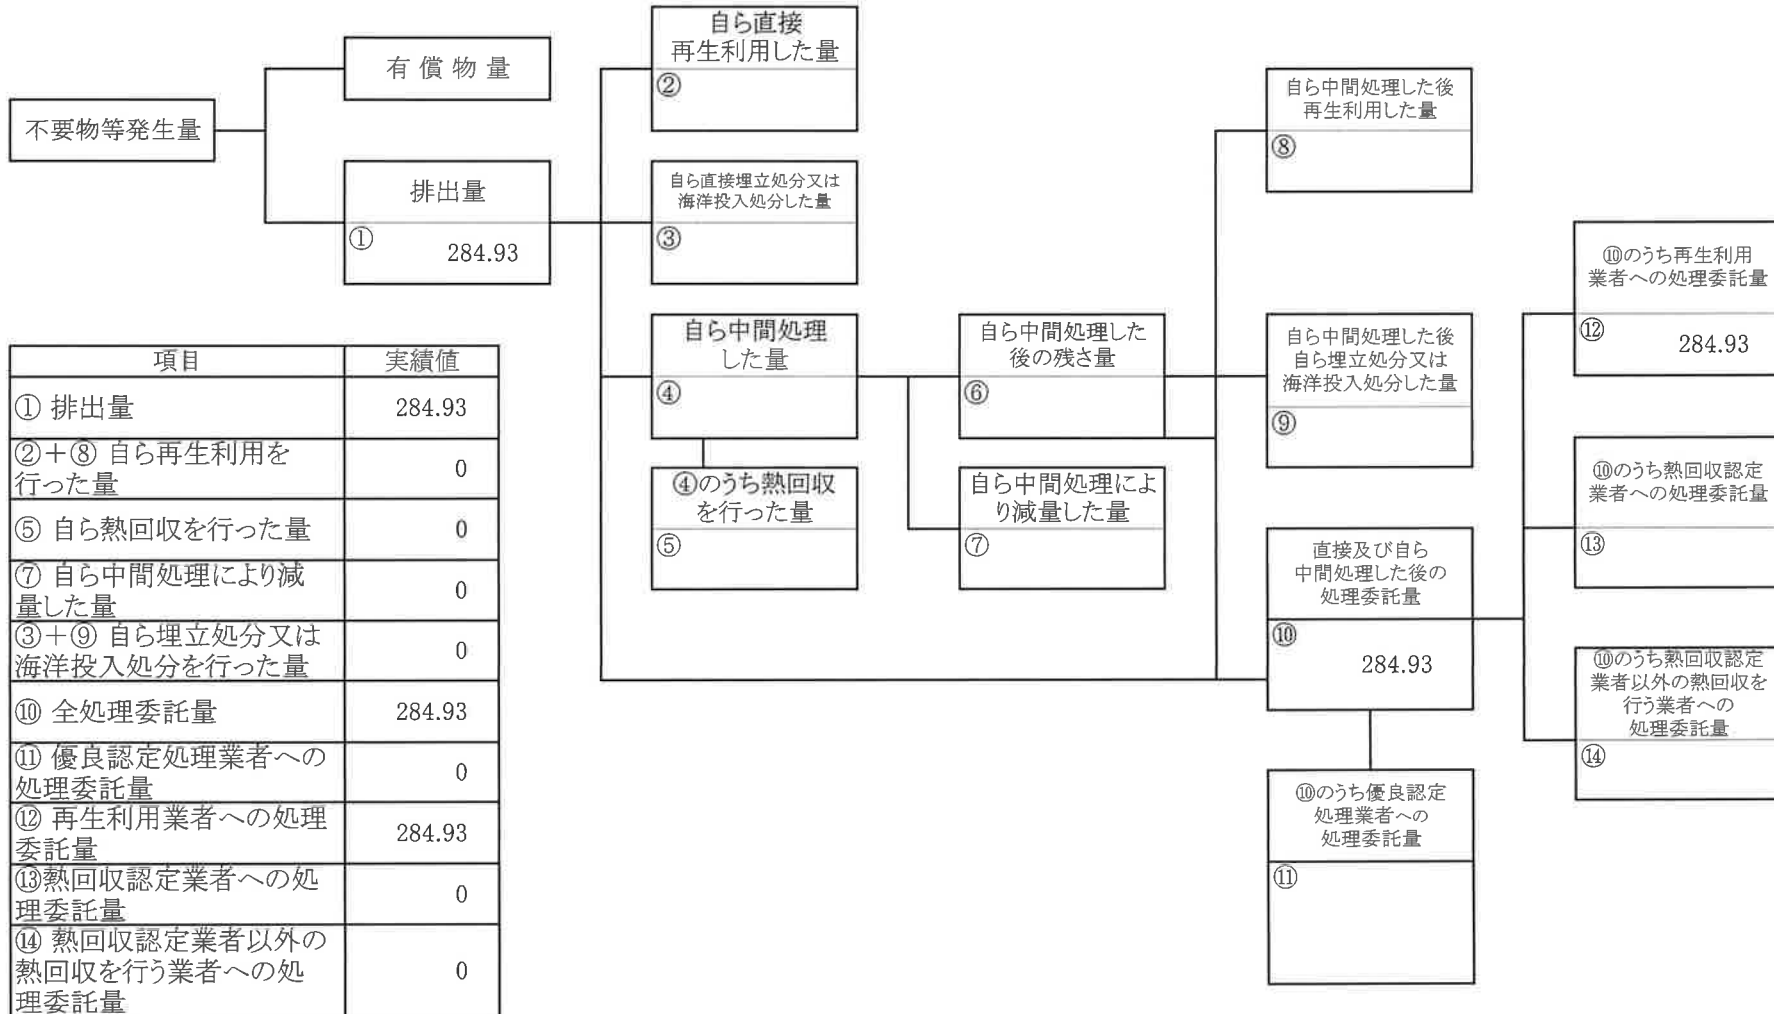 不要物等発生量
有償物量
排出量
①
284.93
自ら直接
再生利用した量
②
自ら直接埋立処分又は
海洋投入処分した量
③
自ら中間処理
した量
④
④のうち熱回収
を行った量
⑤
自ら中間処理した
後の残さ量
⑥
自ら中間処理によ
り減量した量
⑦
自ら中間処理した後
再生利用した量
⑧
自ら中間処理した後
自ら埋立処分又は
海洋投入処分した量
⑨
直接及び自ら
中間処理した後の
処理委託量
⑩
284.93
⑩のうち優良認定
処理業者への
処理委託量
⑪
⑩のうち再生利用
業者への処理委託量
⑫
284.93
⑩のうち熱回収認定
業者への処理委託量
⑬
⑩のうち熱回収認定
業者以外の熱回収を
行う業者への
処理委託量
⑭
項目 実績値
① 排出量 284.93
②+⑧ 自ら再生利用を
行った量 0
⑤ 自ら熱回収を行った量 0
⑦ 自ら中間処理により減
量した量 0
③+⑨ 自ら埋立処分又は
海洋投入処分を行った量 0
⑩ 全処理委託量 284.93
⑪ 優良認定処理業者への
処理委託量 0
⑫ 再生利用業者への処理
委託量 284.93
⑬熱回収認定業者への処
理委託量 0
⑭ 熱回収認定業者以外の
熱回収を行う業者への処
理委託量 0